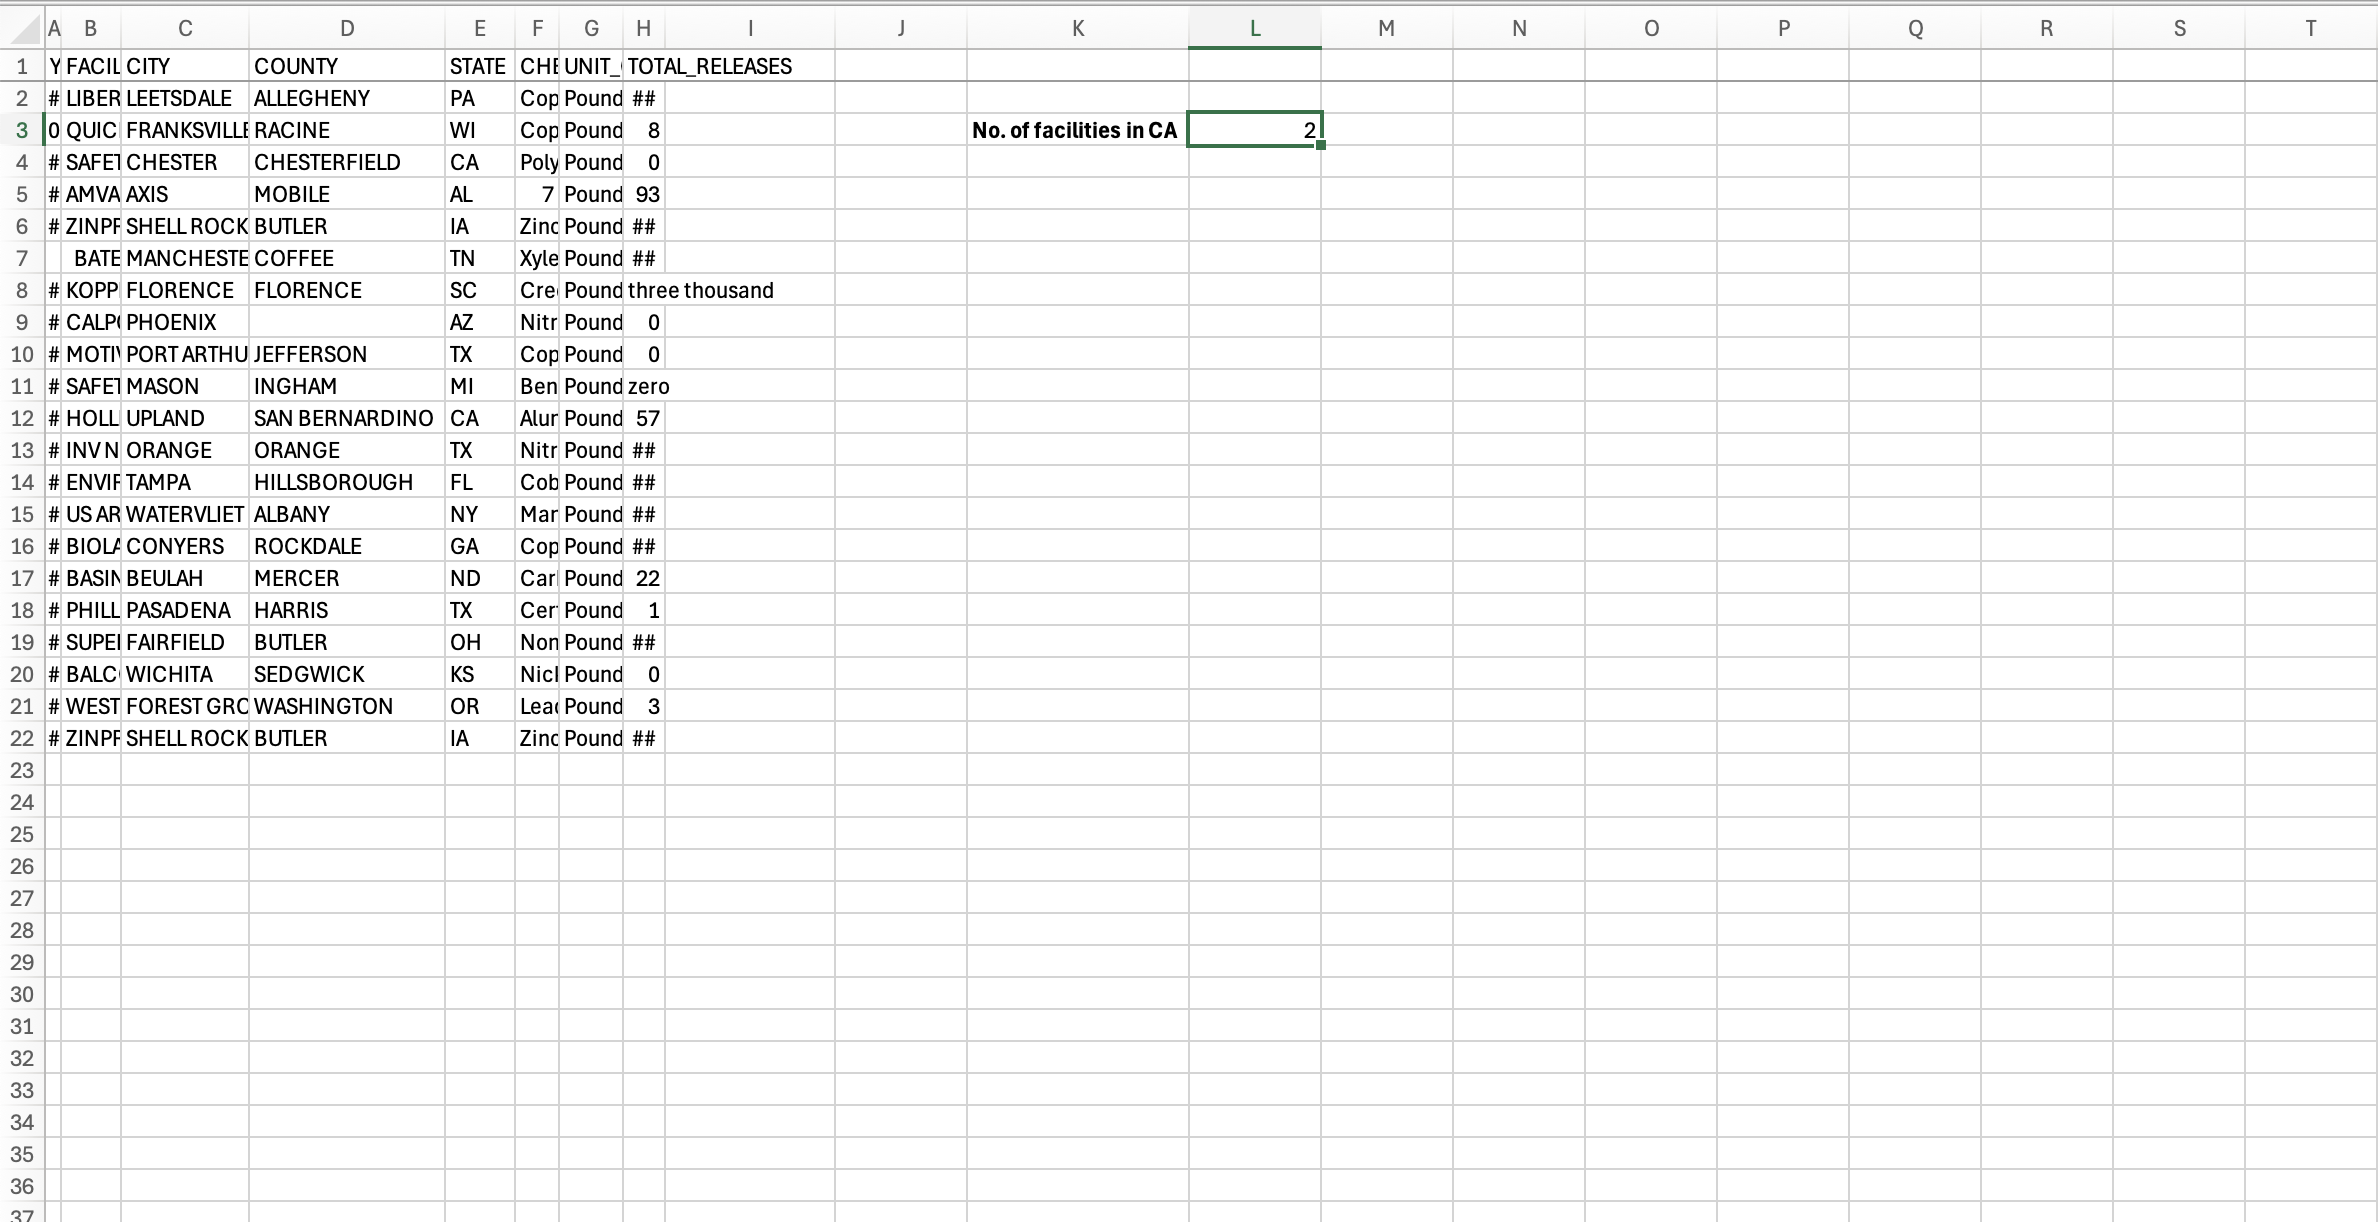 A B C D E F G H I J K L M N O P Q R S T
1 Y FACIL CITY COUNTY STATE CHE UNIT_ TOTAL_RELEASES
2 # LIBER LEETSDALE ALLEGHENY PA Cop Pound ##
3 0 QUIC FRANKSVILLE RACINE WI Cop Pound 8 No. of facilities in CA 2
4 # SAFET CHESTER CHESTERFIELD CA Poly Pound 0
5 # AMVA AXIS MOBILE AL 7 Pound 93
6 # ZINPR SHELL ROCK BUTLER IA Zinc Pound ##
7 BATE MANCHESTE COFFEE TN Xyle Pound ##
8 # KOPP FLORENCE FLORENCE SC Cre Pound three thousand
9 # CALP PHOENIX AZ Nitr Pound 0
10 # MOTIV PORT ARTHU JEFFERSON TX Cop Pound 0
11 # SAFET MASON INGHAM MI Ben Pound zero
12 # HOLL UPLAND SAN BERNARDINO CA Alur Pound 57
13 # INV N ORANGE ORANGE TX Nitr Pound ##
14 # ENVIR TAMPA HILLSBOROUGH FL Cob Pound ##
15 # US AR WATERVLIET ALBANY NY Mar Pound ##
16 # BIOLA CONYERS ROCKDALE GA Cop Pound ##
17 # BASIN BEULAH MERCER ND Car Pound 22
18 # PHILL PASADENA HARRIS TX Cer Pound 1
19 # SUPE FAIRFIELD BUTLER OH Non Pound ##
20 # BALC WICHITA SEDGWICK KS Nic Pound 0
21 # WEST FOREST GRO WASHINGTON OR Lea Pound 3
22 # ZINPR SHELL ROCK BUTLER IA Zinc Pound ##
23
24
25
26
27
28
29
30
31
32
33
34
35
36
37